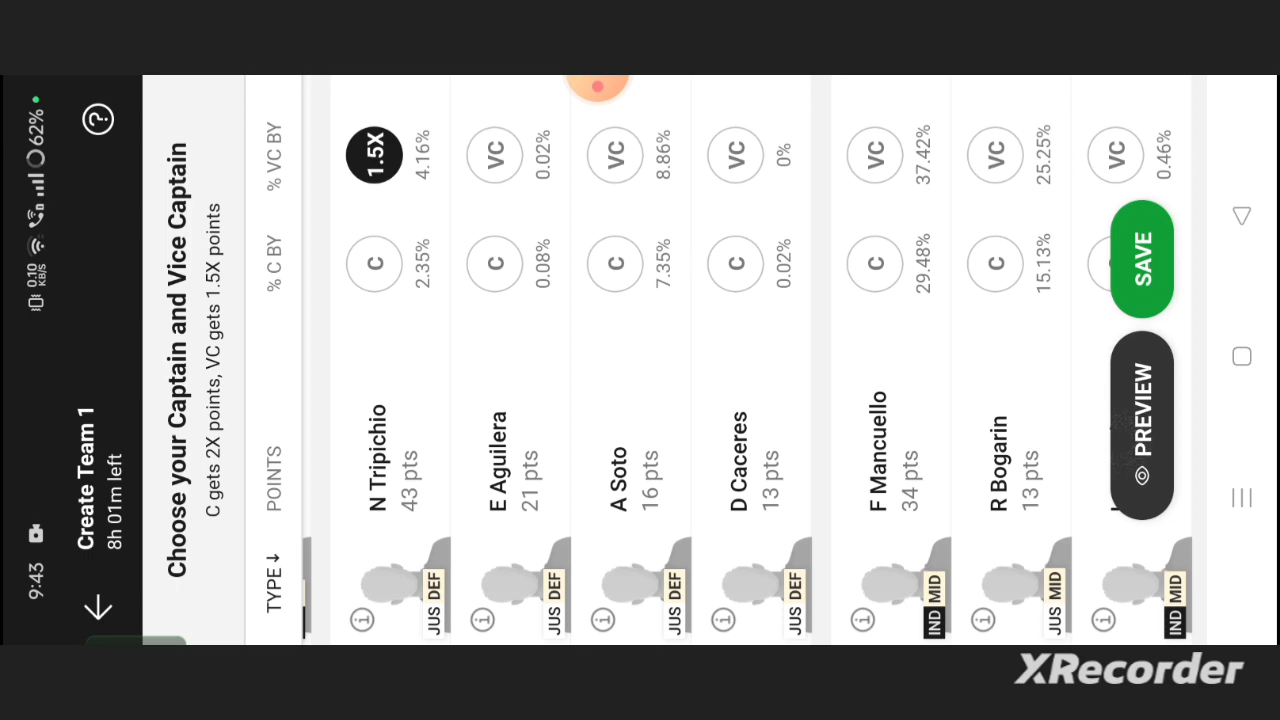 9:43
0.10
KB/S
62%
Create Team 1
8h 01m left
?
Choose your Captain and Vice Captain
C gets 2X points, VC gets 1.5X points
TYPE ↓ POINTS % C BY % VC BY
i JUS DEF
N Tripichio
43 pts
C 2.35%
1.5X 4.16%
i JUS DEF
E Aguilera
21 pts
C 0.08%
VC 0.02%
i JUS DEF
A Soto
16 pts
C 7.35%
VC 8.86%
i JUS DEF
D Caceres
13 pts
C 0.02%
VC 0%
i IND MID
F Mancuello
34 pts
C 29.48%
VC 37.42%
i JUS MID
R Bogarin
13 pts
C 15.13%
VC 25.25%
i IND MID
VC 0.46%
PREVIEW
SAVE
XRecorder